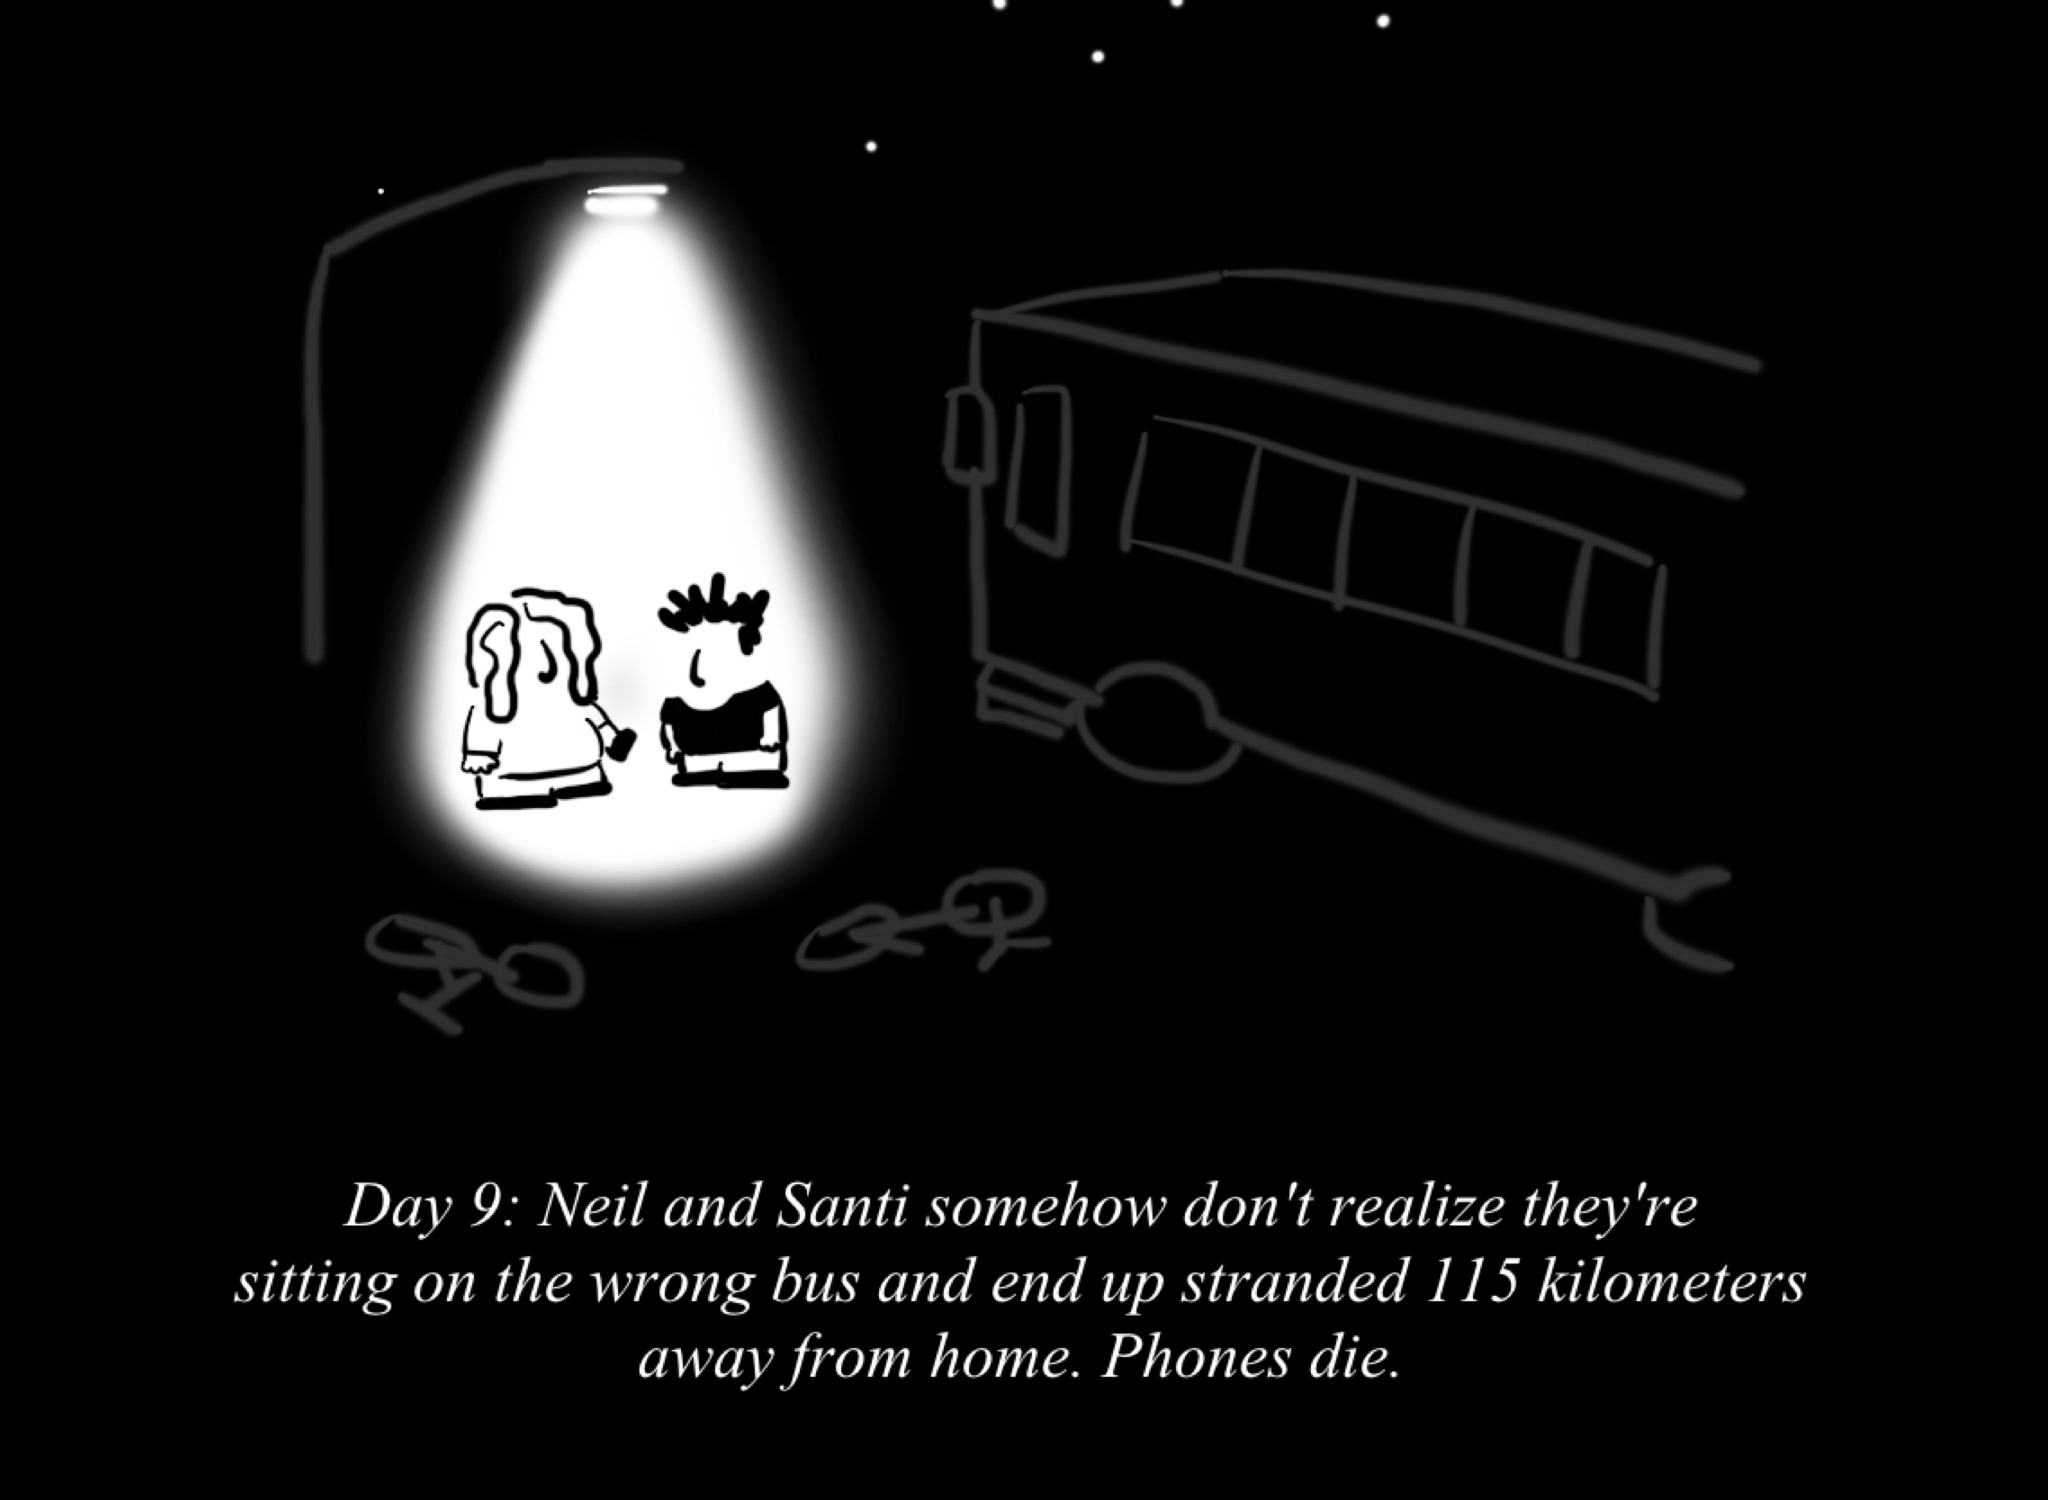 Day 9: Neil and Santi somehow don't realize they're
sitting on the wrong bus and end up stranded 115 kilometers
away from home. Phones die.